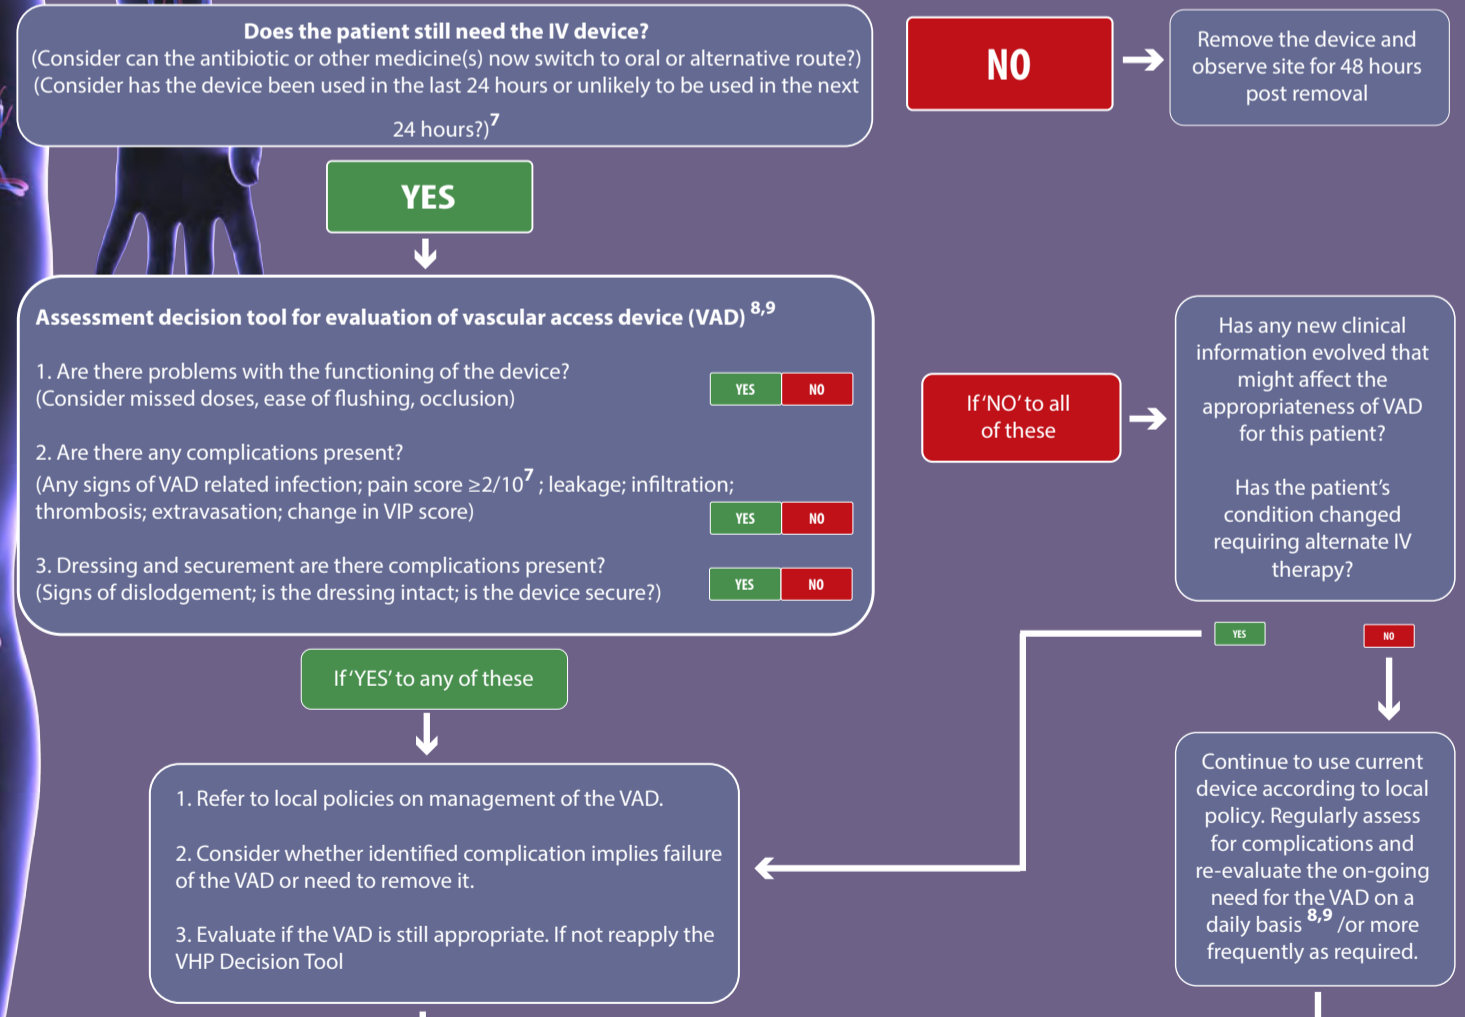 Does the patient still need the IV device?
(Consider can the antibiotic or other medicine(s) now switch to oral or alternative route?)
(Consider has the device been used in the last 24 hours or unlikely to be used in the next
24 hours?)7
NO
Remove the device and
observe site for 48 hours
post removal
YES
Assessment decision tool for evaluation of vascular access device (VAD) 8,9
1. Are there problems with the functioning of the device?
(Consider missed doses, ease of flushing, occlusion)
YES NO
2. Are there any complications present?
(Any signs of VAD related infection; pain score ≥2/107 ; leakage; infiltration;
thrombosis; extravasation; change in VIP score)
YES NO
3. Dressing and securement are there complications present?
(Signs of dislodgement; is the dressing intact; is the device secure?)
YES NO
If 'NO' to all
of these
Has any new clinical
information evolved that
might affect the
appropriateness of VAD
for this patient?
Has the patient's
condition changed
requiring alternate IV
therapy?
YES
NO
If 'YES' to any of these
1. Refer to local policies on management of the VAD.
2. Consider whether identified complication implies failure
of the VAD or need to remove it.
3. Evaluate if the VAD is still appropriate. If not reapply the
VHP Decision Tool
Continue to use current
device according to local
policy. Regularly assess
for complications and
re-evaluate the on-going
need for the VAD on a
daily basis 8,9 /or more
frequently as required.